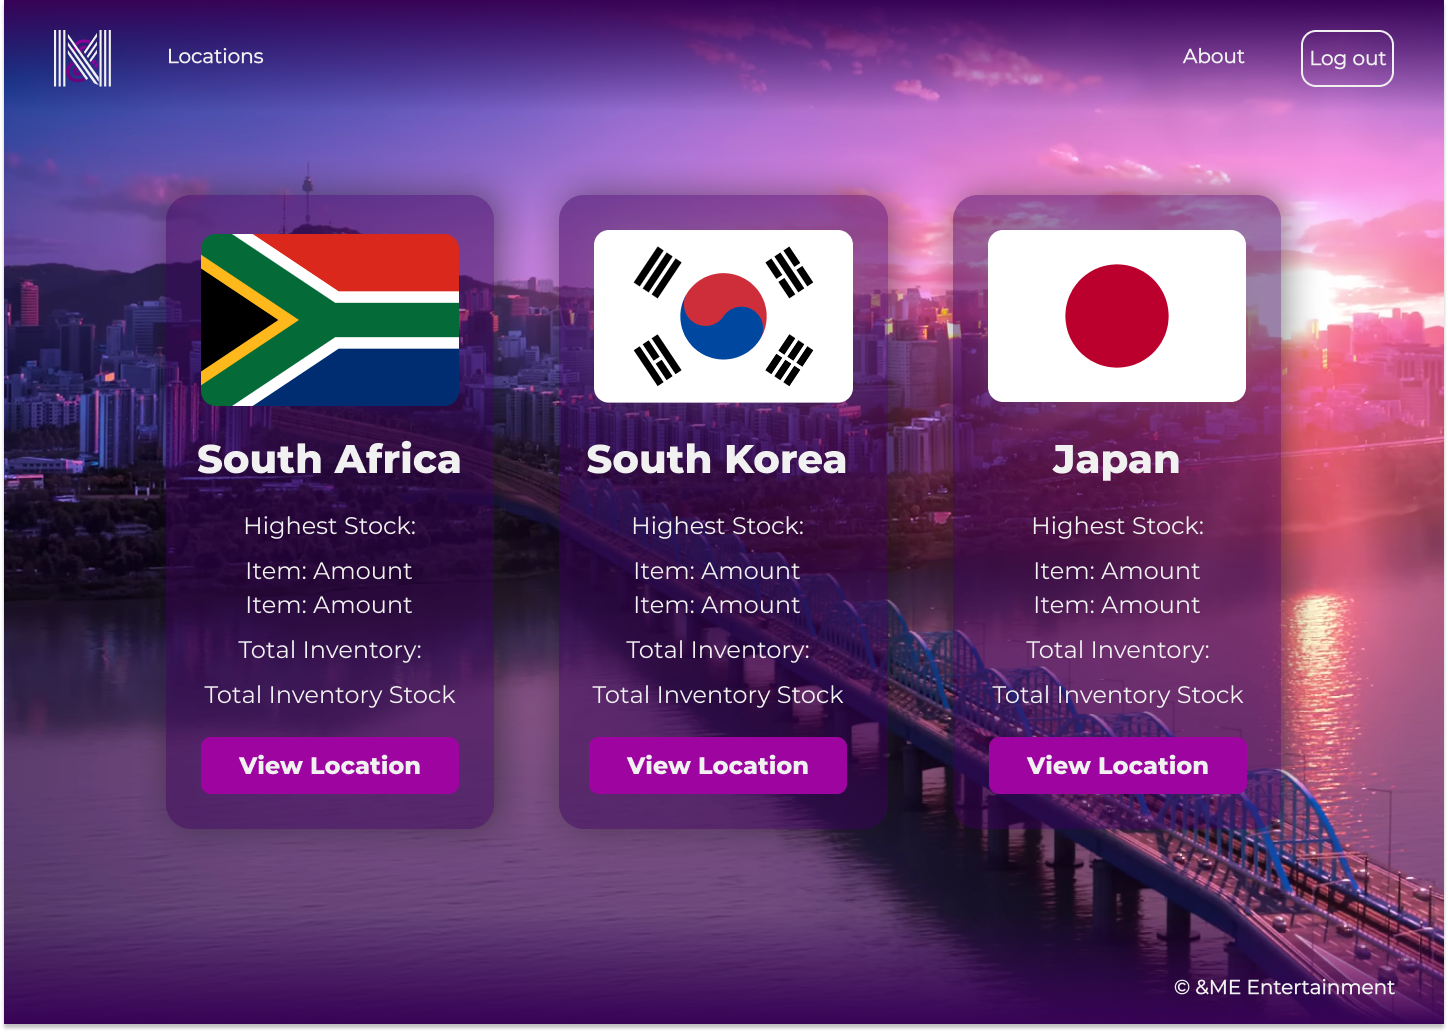 Locations
About
Log out
South Africa
Highest Stock:
Item: Amount
Item: Amount
Total Inventory:
Total Inventory Stock
View Location
South Korea
Highest Stock:
Item: Amount
Item: Amount
Total Inventory:
Total Inventory Stock
View Location
Japan
Highest Stock:
Item: Amount
Item: Amount
Total Inventory:
Total Inventory Stock
View Location
© &ME Entertainment